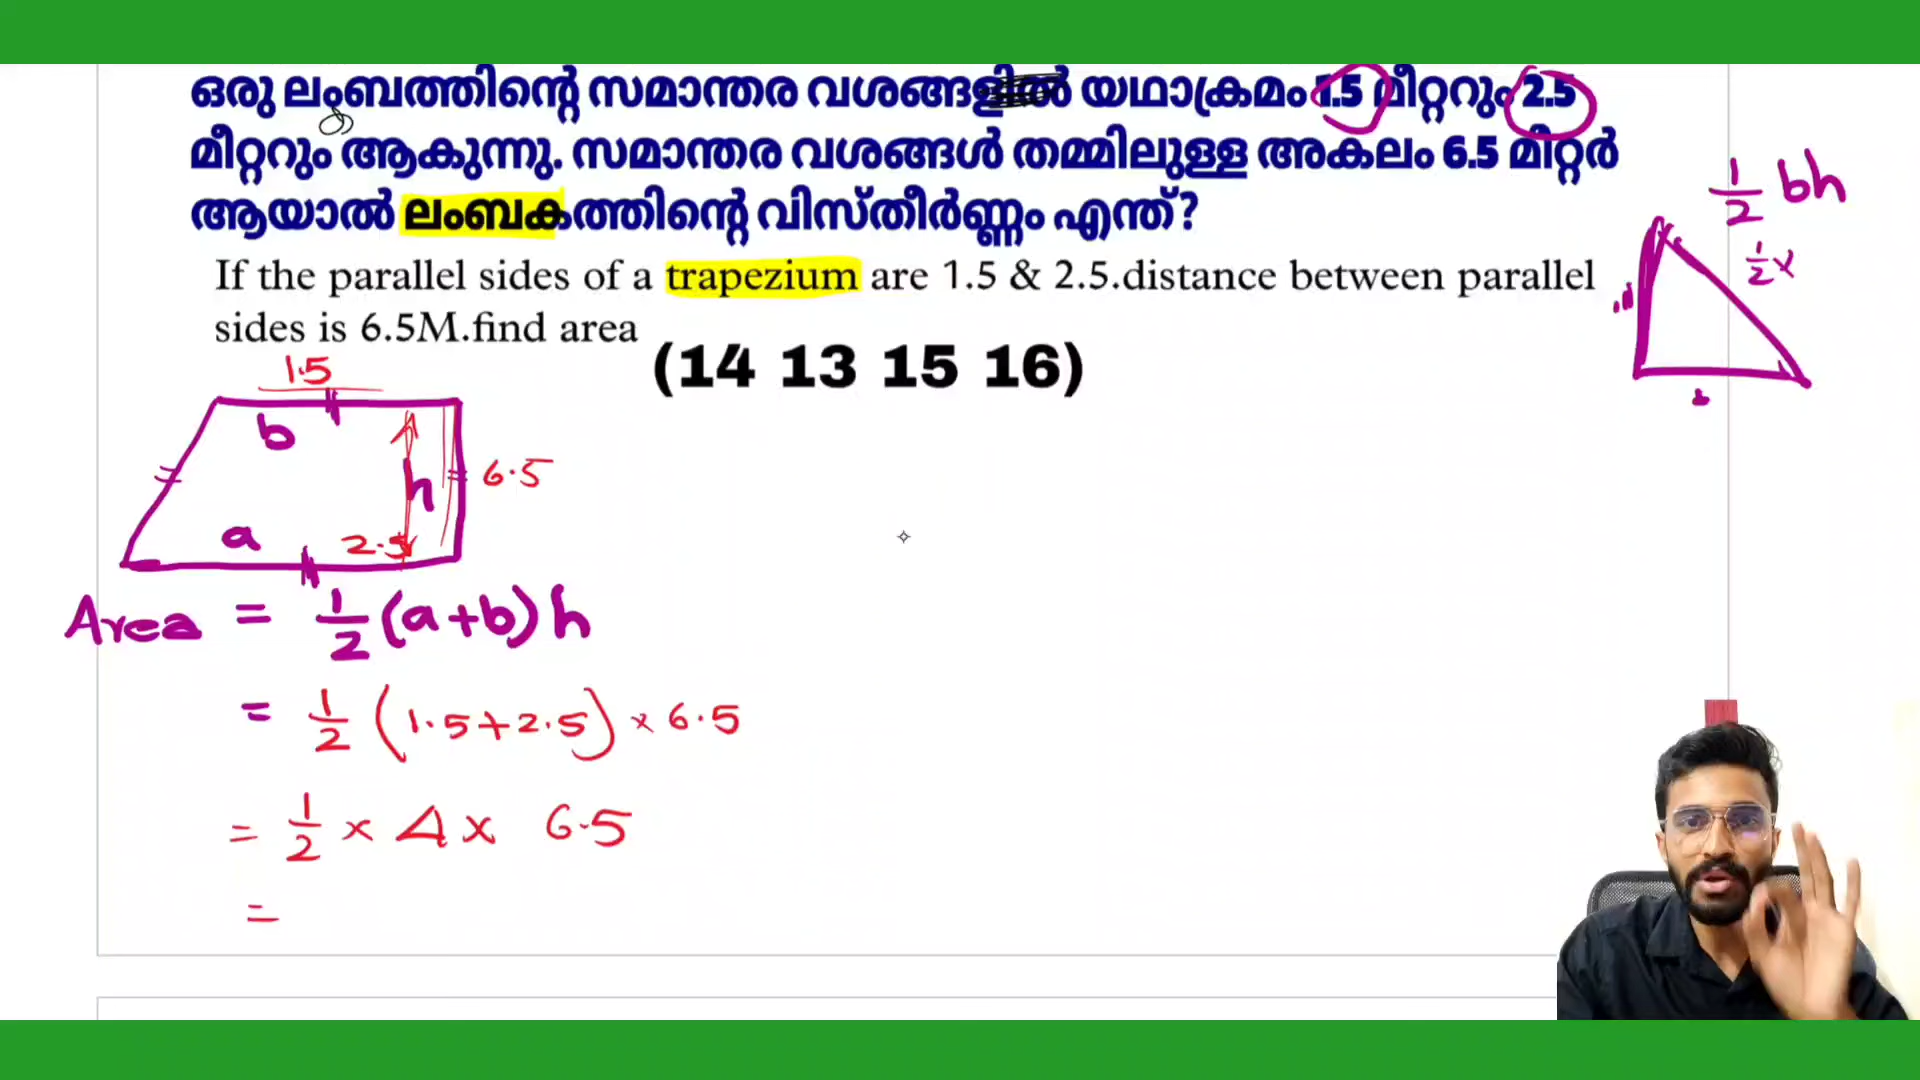 ഒരു ലംബത്തിന്റെ സമാന്തര വശങ്ങളിൽ യഥാക്രമം 1.5 മീറ്ററും 2.5
മീറ്ററും ആകുന്നു. സമാന്തര വശങ്ങൾ തമ്മിലുള്ള അകലം 6.5 മീറ്റർ
ആയാൽ ലംബകത്തിന്റെ വിസ്തീർണ്ണം എന്ത്?
If the parallel sides of a trapezium are 1.5 & 2.5.distance between parallel
sides is 6.5M.find area
(14 13 15 16)
1.5
b
h
6.5
a
2.5
Area = 1/2 (a+b) h
= 1/2 (1.5+2.5) × 6.5
= 1/2 × 4 × 6.5
=
1/2 bh
1/2 ×
b